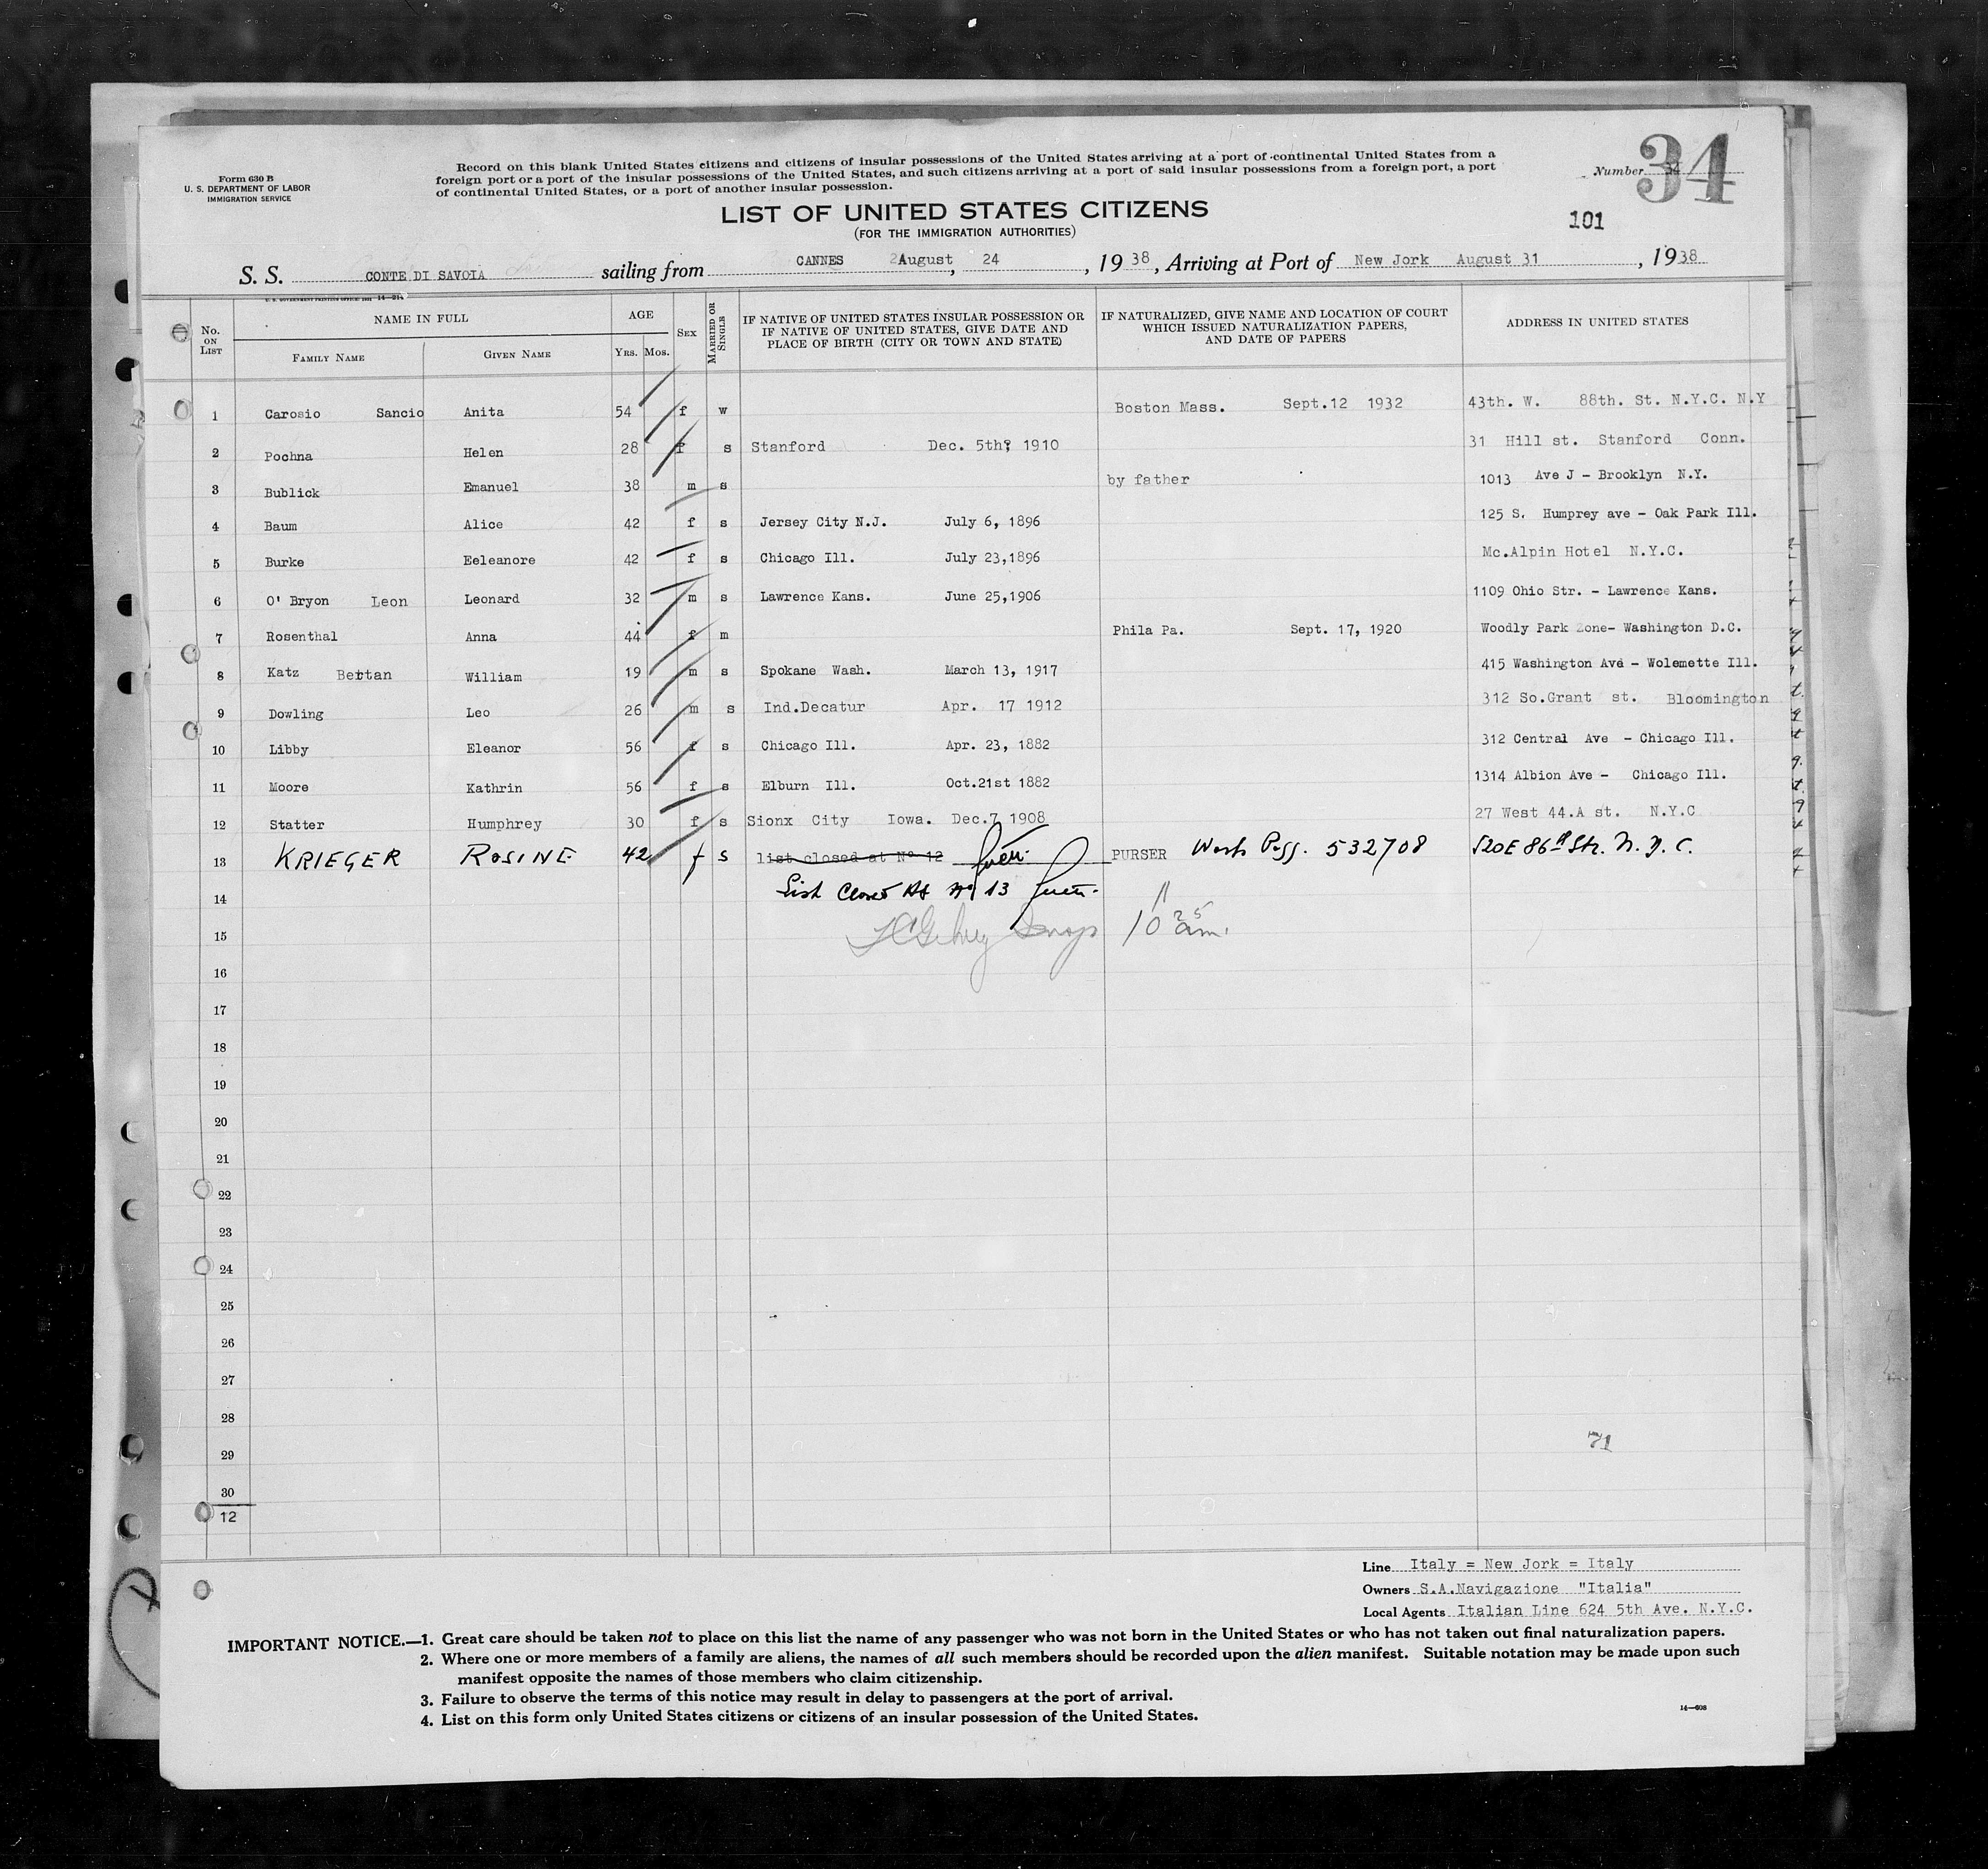 34
Form 630 B
U. S. DEPARTMENT OF LABOR
IMMIGRATION SERVICE
Record on this blank United States citizens and citizens of insular possessions of the United States arriving at a port of continental United States from a
foreign port or a port of the insular possessions of the United States, and such citizens arriving at a port of said insular possessions from a foreign port, a port
of continental United States, or a port of another insular possession.
Number 34
LIST OF UNITED STATES CITIZENS
(FOR THE IMMIGRATION AUTHORITIES)
101
S. S. CONTE DI SAVOIA sailing from CANNES August, 24, 1938, Arriving at Port of New Jork August 31, 1938
No. ON LIST
NAME IN FULL
FAMILY NAME
GIVEN NAME
AGE
YRS. MOS.
SEX
MARRIED OR SINGLE
IF NATIVE OF UNITED STATES INSULAR POSSESSION OR
IF NATIVE OF UNITED STATES, GIVE DATE AND
PLACE OF BIRTH (CITY OR TOWN AND STATE)
IF NATURALIZED, GIVE NAME AND LOCATION OF COURT
WHICH ISSUED NATURALIZATION PAPERS,
AND DATE OF PAPERS
ADDRESS IN UNITED STATES
1 Carosio Sancio Anita 54 f w Boston Mass. Sept.12 1932 43th. W. 88th. St. N.Y.C. N.Y
2 Pochna Helen 28 f s Stanford Dec. 5th? 1910 31 Hill st. Stanford Conn.
3 Bublick Emanuel 38 m s by father 1013 Ave J - Brooklyn N.Y.
4 Baum Alice 42 f s Jersey City N.J. July 6, 1896 125 S. Humprey ave - Oak Park Ill.
5 Burke Eeleanore 42 f s Chicago Ill. July 23,1896 Mc.Alpin Hotel N.Y.C.
6 O' Bryon Leon Leonard 32 m s Lawrence Kans. June 25,1906 1109 Ohio Str. - Lawrence Kans.
7 Rosenthal Anna 44 f m Phila Pa. Sept. 17, 1920 Woodly Park Zone- Washington D.C.
8 Katz Bertan William 19 m s Spokane Wash. March 13, 1917 415 Washington Ave - Wolemette Ill.
9 Dowling Leo 26 m s Ind.Decatur Apr. 17 1912 312 So.Grant st. Bloomington
10 Libby Eleanor 56 f s Chicago Ill. Apr. 23, 1882 312 Central Ave - Chicago Ill.
11 Moore Kathrin 56 f s Elburn Ill. Oct.21st 1882 1314 Albion Ave - Chicago Ill.
12 Statter Humphrey 30 f s Sionx City Iowa. Dec.7 1908 27 West 44.A st. N.Y.C
13 KRIEGER ROSINE 42 f s list closed at Nº 12 PURSER Wash Pass. 532708 520 E 86th Str. N.Y.C.
14 List Closed At Nº 13
15 10 25 am.
16
17
18
19
20
21
22
23
24
25
26
27
28
29
30
12
71
Line Italy = New Jork = Italy
Owners S.A.Navigazione "Italia"
Local Agents Italian Line 624 5th Ave. N.Y.C.
IMPORTANT NOTICE.—1. Great care should be taken not to place on this list the name of any passenger who was not born in the United States or who has not taken out final naturalization papers.
2. Where one or more members of a family are aliens, the names of all such members should be recorded upon the alien manifest. Suitable notation may be made upon such
manifest opposite the names of those members who claim citizenship.
3. Failure to observe the terms of this notice may result in delay to passengers at the port of arrival.
4. List on this form only United States citizens or citizens of an insular possession of the United States.
14—608